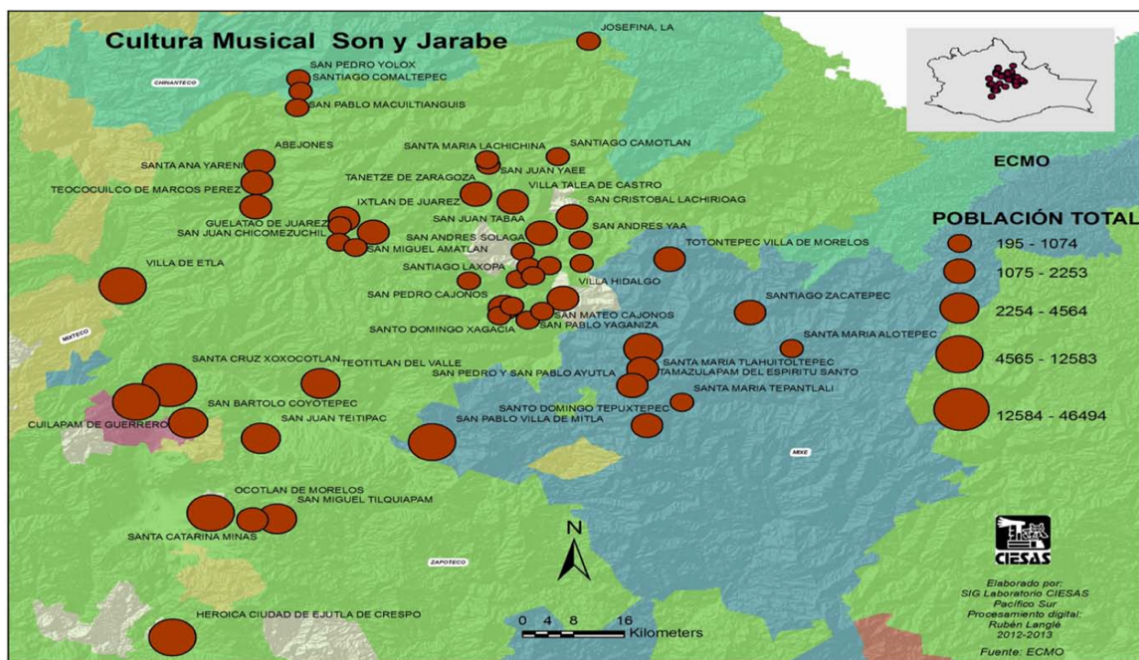 Cultura Musical Son y Jarabe
JOSEFINA, LA
CHINANTECO
SAN PEDRO YOLOX
SANTIAGO COMALTEPEC
SAN PABLO MACUILTIANGUIS
ABEJONES
SANTA ANA YARENI
TEOCOCUILCO DE MARCOS PEREZ
SANTA MARIA LACHICHINA
SANTIAGO CAMOTLAN
SAN JUAN YAEE
TANETZE DE ZARAGOZA
VILLA TALEA DE CASTRO
IXTLAN DE JUAREZ
SAN CRISTOBAL LACHIRIOAG
GUELATAO DE JUAREZ
SAN JUAN TABAA
SAN ANDRES YAA
SAN JUAN CHICOMEZUCHIL
SAN ANDRES SOLAGA
SAN MIGUEL AMATLAN
TOTONTEPEC VILLA DE MORELOS
VILLA DE ETLA
SANTIAGO LAXOPA
VILLA HIDALGO
SAN PEDRO CAJONOS
SANTIAGO ZACATEPEC
SAN MATEO CAJONOS
SANTO DOMINGO XAGACIA
SAN PABLO YAGANIZA
SANTA MARIA ALOTEPEC
MIXTECO
SANTA CRUZ XOXOCOTLAN
TEOTITLAN DEL VALLE
SANTA MARIA TLAHUITOLTEPEC
SAN PEDRO Y SAN PABLO AYUTLA
TAMAZULAPAM DEL ESPIRITU SANTO
SANTA MARIA TEPANTLALI
SAN BARTOLO COYOTEPEC
SANTO DOMINGO TEPUXTEPEC
CUILAPAM DE GUERRERO
SAN JUAN TEITIPAC
SAN PABLO VILLA DE MITLA
MIXE
OCOTLAN DE MORELOS
SAN MIGUEL TILQUIAPAM
SANTA CATARINA MINAS
ZAPOTECO
HEROICA CIUDAD DE EJUTLA DE CRESPO
N
0 4 8 16
Kilometers
ECMO
POBLACIÓN TOTAL
195 - 1074
1075 - 2253
2254 - 4564
4565 - 12583
12584 - 46494
CIESAS
Elaborado por:
SIG Laboratorio CIESAS
Pacífico Sur
Procesamiento digital:
Rubén Langlé
2012-2013
Fuente: ECMO